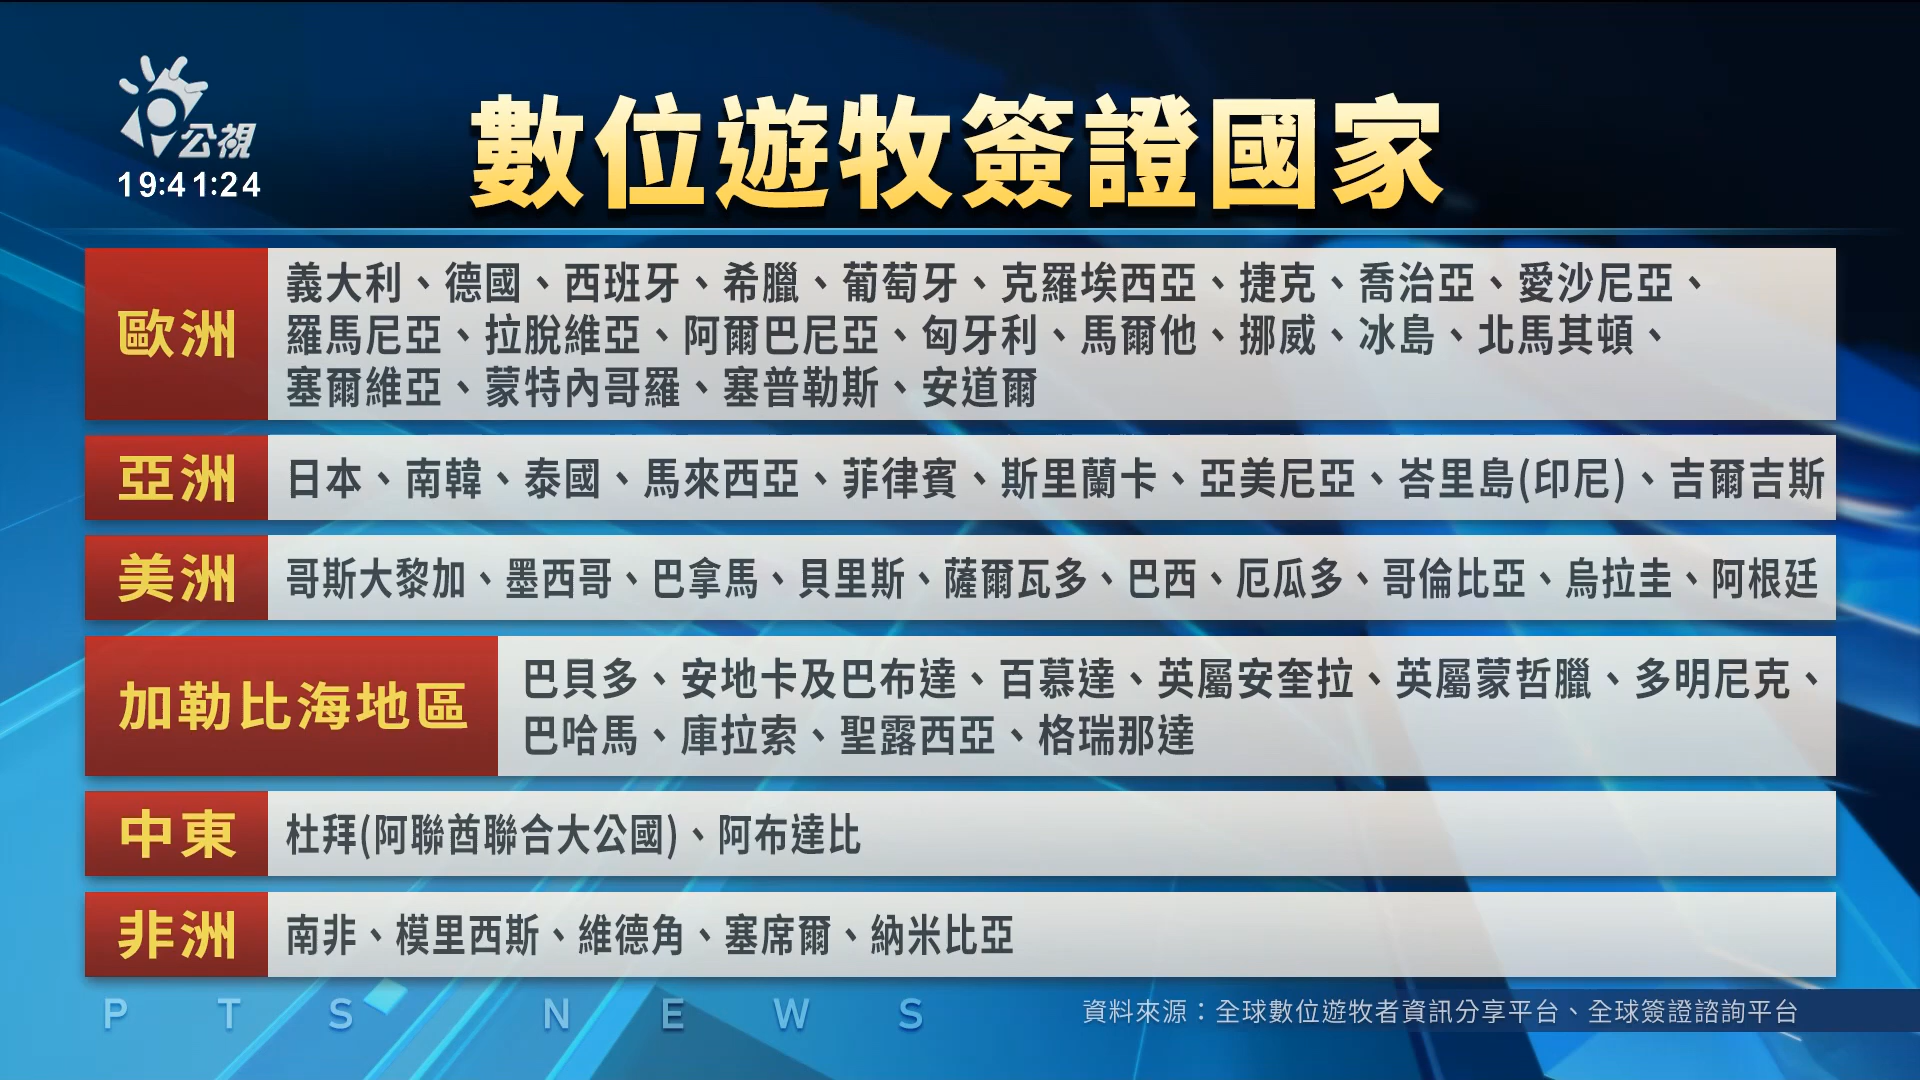 公視
19:41:24
數位遊牧簽證國家
歐洲
義大利、德國、西班牙、希臘、葡萄牙、克羅埃西亞、捷克、喬治亞、愛沙尼亞、
羅馬尼亞、拉脫維亞、阿爾巴尼亞、匈牙利、馬爾他、挪威、冰島、北馬其頓、
塞爾維亞、蒙特內哥羅、塞普勒斯、安道爾
亞洲
日本、南韓、泰國、馬來西亞、菲律賓、斯里蘭卡、亞美尼亞、峇里島(印尼)、吉爾吉斯
美洲
哥斯大黎加、墨西哥、巴拿馬、貝里斯、薩爾瓦多、巴西、厄瓜多、哥倫比亞、烏拉圭、阿根廷
加勒比海地區
巴貝多、安地卡及巴布達、百慕達、英屬安奎拉、英屬蒙哲臘、多明尼克、
巴哈馬、庫拉索、聖露西亞、格瑞那達
中東
杜拜(阿聯酋聯合大公國)、阿布達比
非洲
南非、模里西斯、維德角、塞席爾、納米比亞
PTS NEWS
資料來源：全球數位遊牧者資訊分享平台、全球簽證諮詢平台